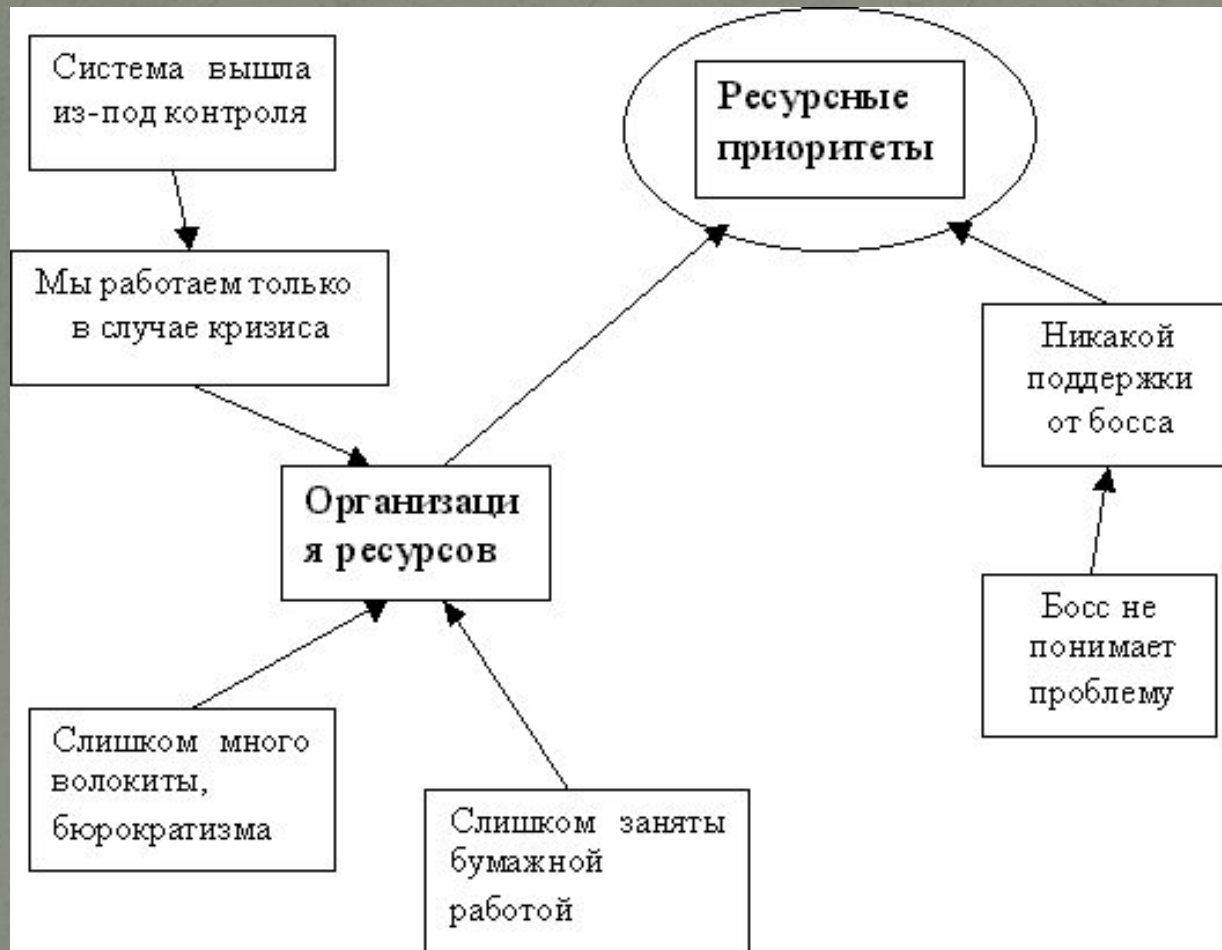 Система вышла
из-под контроля
Ресурсные
приоритеты
Мы работаем только
в случае кризиса
Никакой
поддержки
от босса
Организаци
я ресурсов
Босс не
понимает
проблему
Слишком много
волокиты,
бюрократизма
Слишком заняты
бумажной
работой